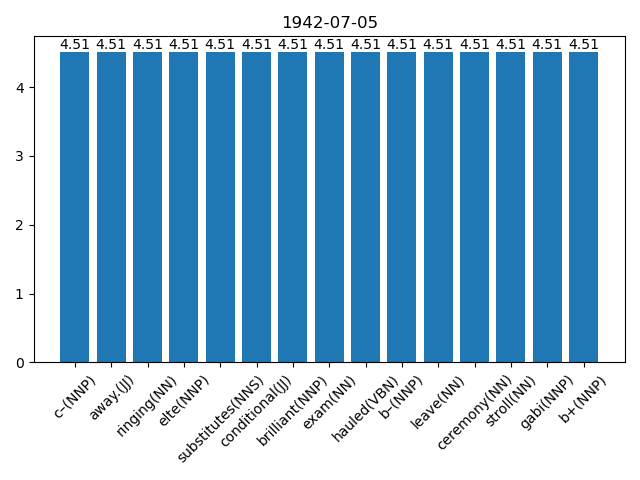 1942-07-05
4.51 4.51 4.51 4.51 4.51 4.51 4.51 4.51 4.51 4.51 4.51 4.51 4.51 4.51 4.51
4
3
2
1
0
c–(NNP)
away.(JJ)
ringing(NN)
elte(NNP)
substitutes(NNS)
conditional(JJ)
brilliant(NNP)
exam(NN)
hauled(VBN)
b–(NNP)
leave(NN)
ceremony(NN)
stroll(NN)
gabi(NNP)
b+(NNP)